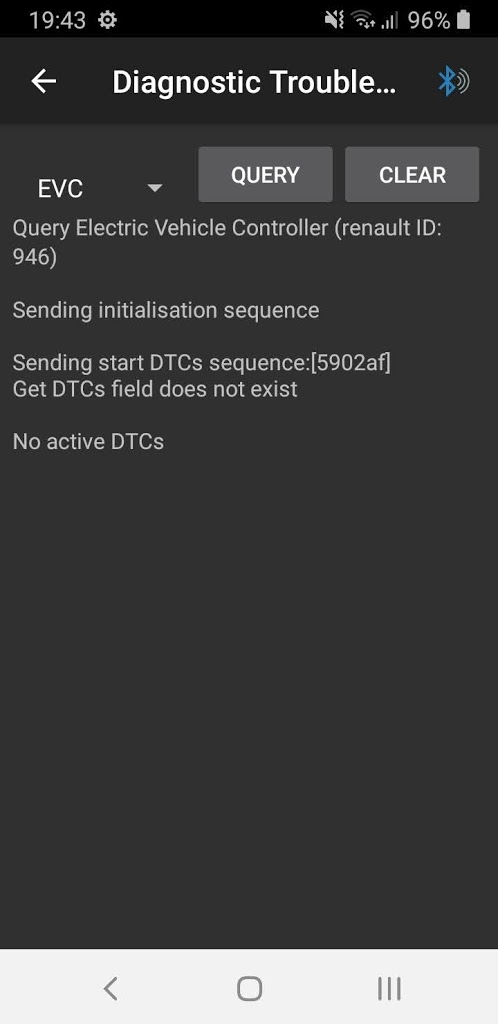 19:43 96%
Diagnostic Trouble...
EVC QUERY CLEAR
Query Electric Vehicle Controller (renault ID:
946)
Sending initialisation sequence
Sending start DTCs sequence:[5902af]
Get DTCs field does not exist
No active DTCs